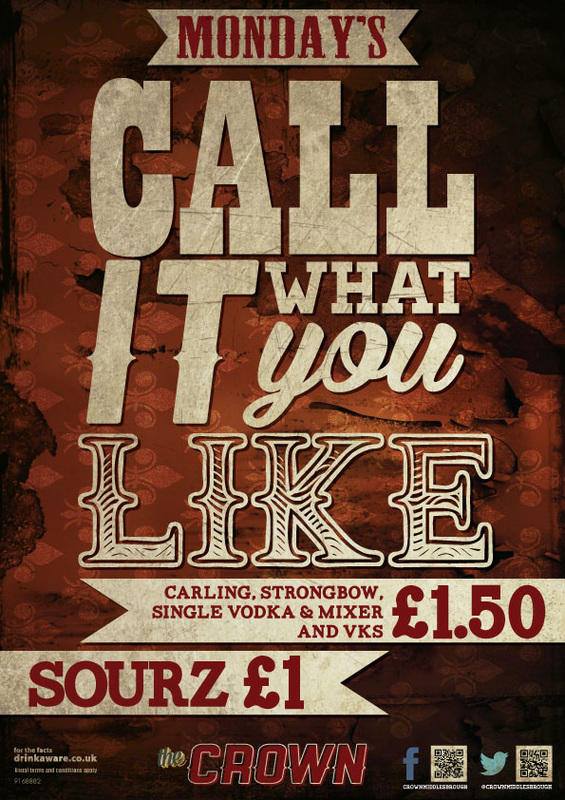 MONDAY'S
CALL
IT WHAT
you
LIKE
CARLING, STRONGBOW,
SINGLE VODKA & MIXER
AND VKS
£1.50
SOURZ £1
for the facts
drinkaware.co.uk
Usual terms and conditions apply
9168882
the CROWN
f
CROWNMIDDLESBROUGH
@CROWNMIDDLESBROUGH